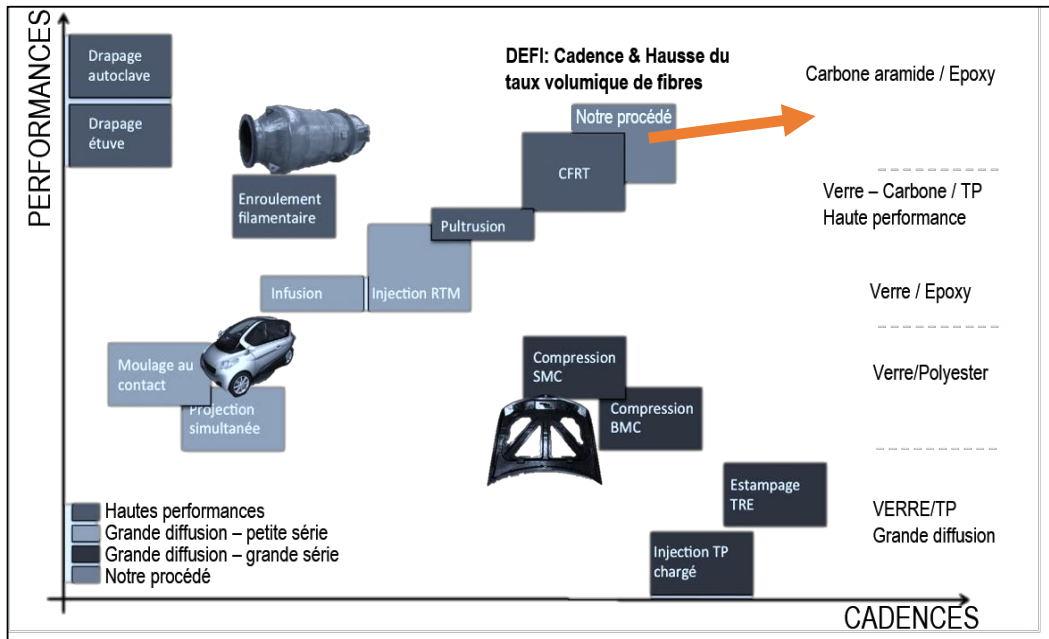 PERFORMANCES
Drapage
autoclave
Drapage
étuve
DEFI: Cadence & Hausse du
taux volumique de fibres
Carbone aramide / Epoxy
Notre procédé
CFRT
Enroulement
filamentaire
Verre – Carbone / TP
Haute performance
Pultrusion
Infusion
Injection RTM
Verre / Epoxy
Moulage au
contact
Projection
simultanée
Compression
SMC
Compression
BMC
Verre/Polyester
Estampage
TRE
Injection TP
chargé
VERRE/TP
Grande diffusion
Hautes performances
Grande diffusion – petite série
Grande diffusion – grande série
Notre procédé
CADENCES